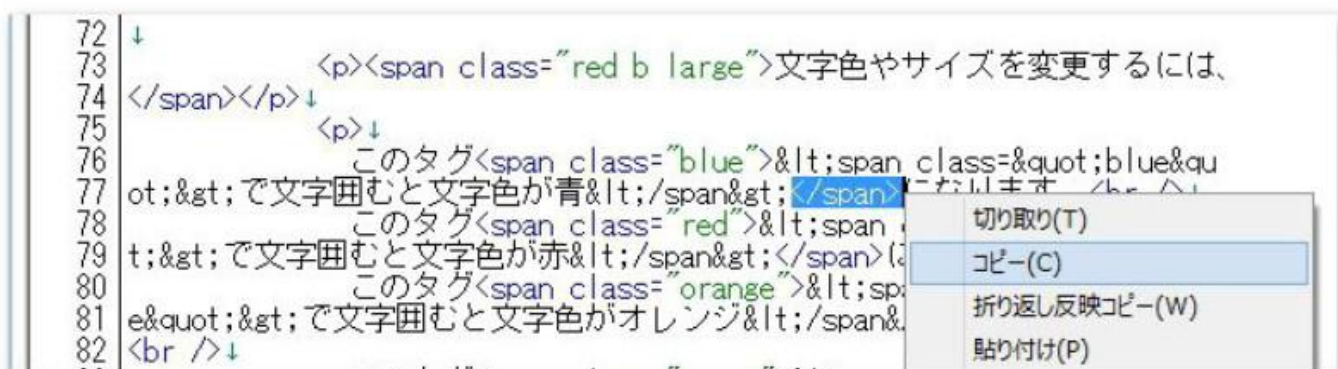 72 ↓
73 <p><span class="red b large">文字色やサイズを変更するには、
74 </span></p>↓
75 <p>↓
76 このタグ<span class="blue">&lt;span class=&quot;blue&qu
77 ot;&gt;で文字囲むと文字色が青&lt;/span&gt;</span>になります。<br />↓
78 このタグ<span class="red">&lt;span
79 t;&gt;で文字囲むと文字色が赤&lt;/span&gt;</span>に
80 このタグ<span class="orange">&lt;sp
81 e&quot;&gt;で文字囲むと文字色がオレンジ&lt;/span&
82 <br />↓
切り取り(T)
コピー(C)
折り返し反映コピー(W)
貼り付け(P)